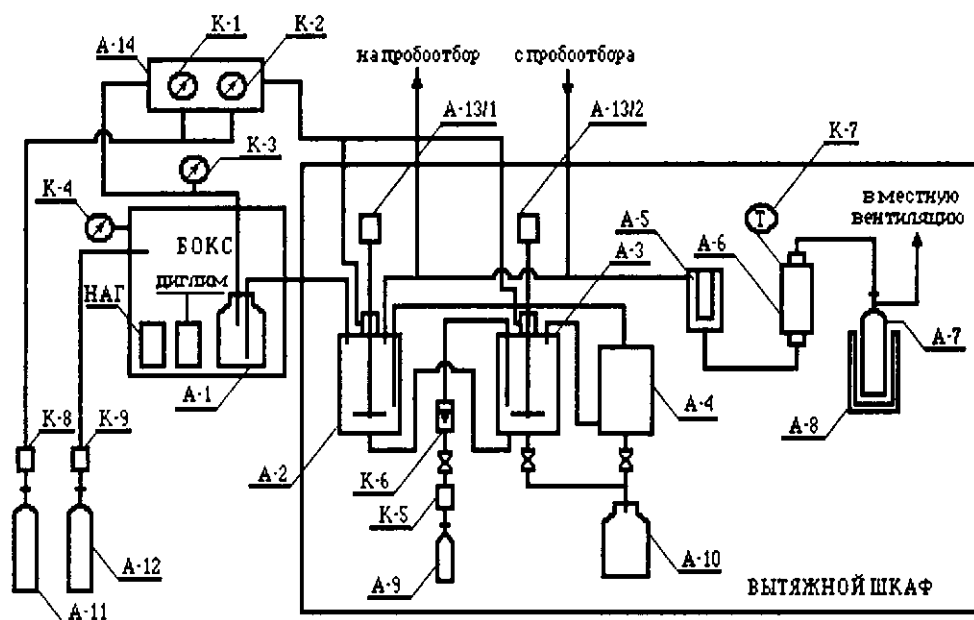 К-1
К-2
А-14
на пробоотбор
с пробоотбора
А-13/1
А-13/2
К-7
К-3
К-4
в местную
вентиляцию
А-5
А-6
А-3
БОКС
ДИГЛИМ
НАГ
А-7
А-1
А-4
А-8
К-8
К-9
А-2
К-6
К-5
А-12
А-9
А-10
ВЫТЯЖНОЙ ШКАФ
А-11
Т